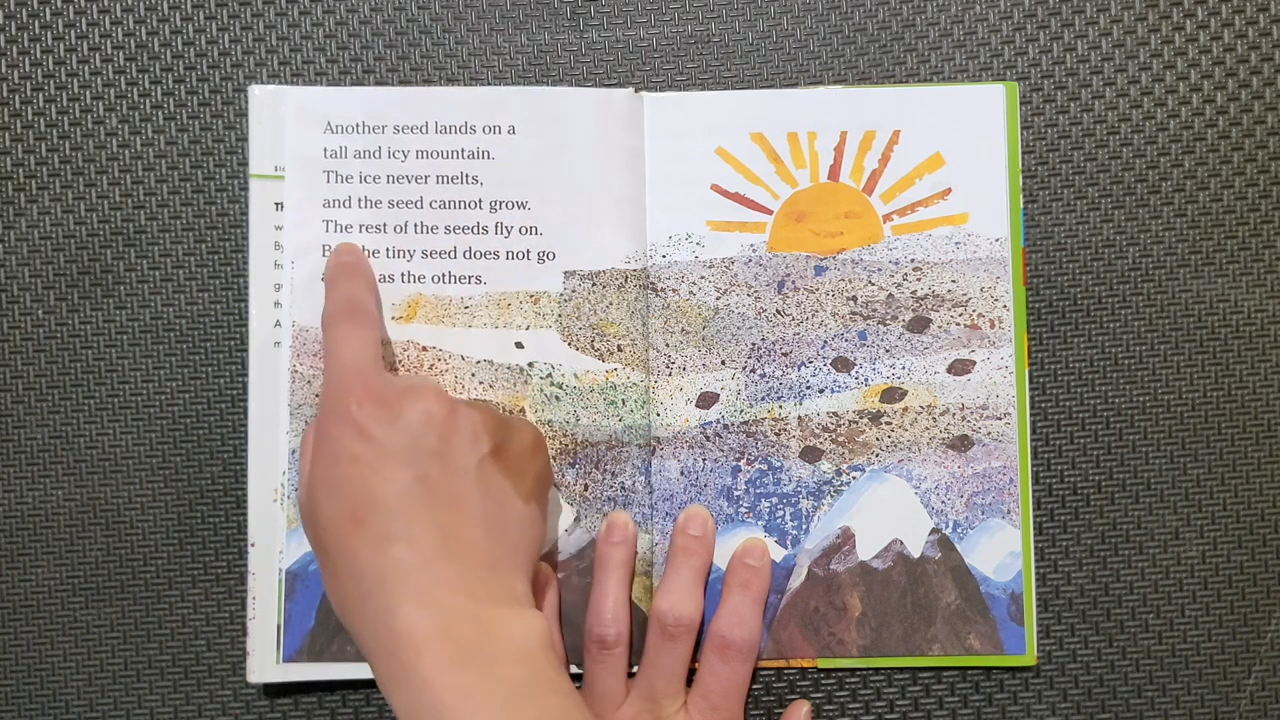 Another seed lands on a
tall and icy mountain.
The ice never melts,
and the seed cannot grow.
The rest of the seeds fly on.
he tiny seed does not go
as the others.